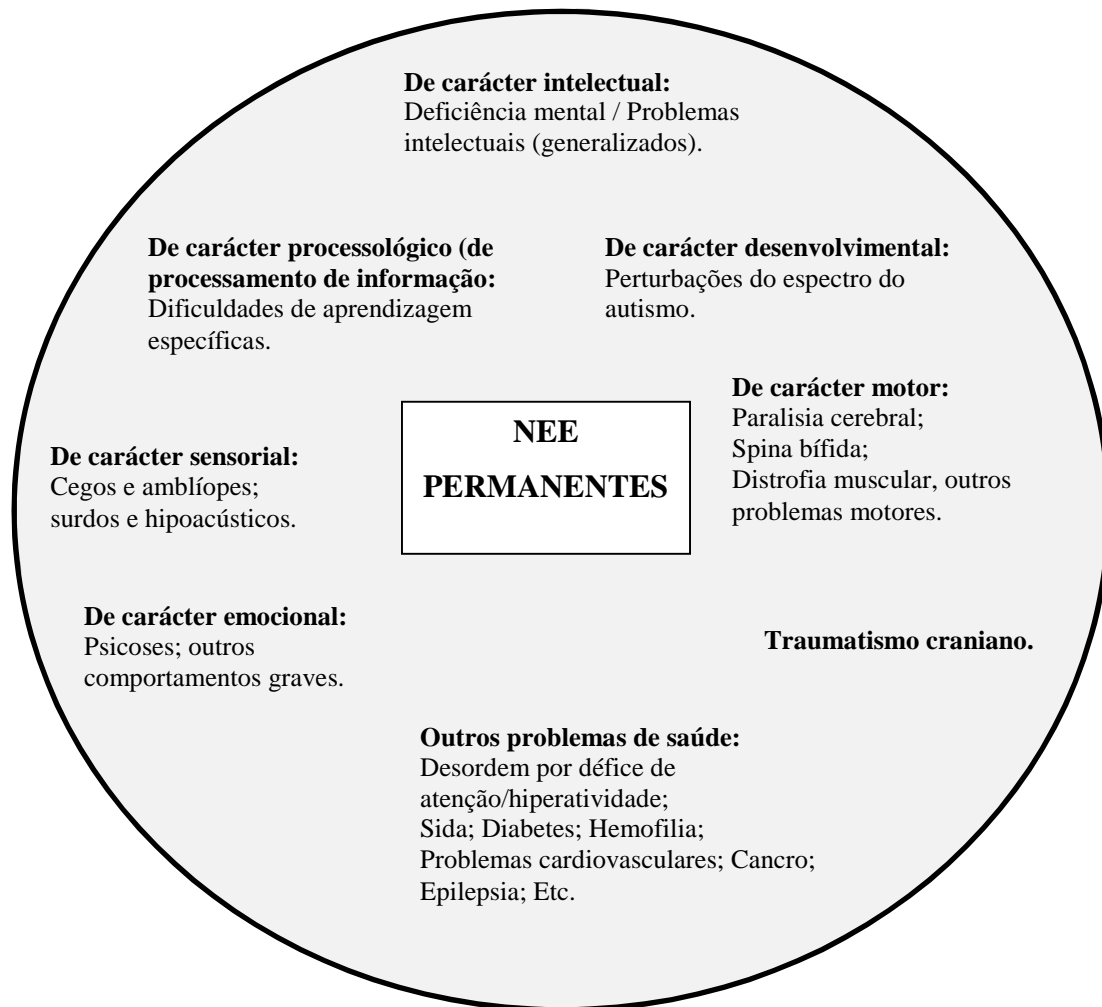 De carácter intelectual:
Deficiência mental / Problemas
intelectuais (generalizados).
De carácter processológico (de
processamento de informação:
Dificuldades de aprendizagem
específicas.
De carácter desenvolvimental:
Perturbações do espectro do
autismo.
De carácter motor:
Paralisia cerebral;
Spina bífida;
Distrofia muscular, outros
problemas motores.
NEE
PERMANENTES
De carácter sensorial:
Cegos e amblíopes;
surdos e hipoacústicos.
De carácter emocional:
Psicoses; outros
comportamentos graves.
Traumatismo craniano.
Outros problemas de saúde:
Desordem por défice de
atenção/hiperatividade;
Sida; Diabetes; Hemofilia;
Problemas cardiovasculares; Cancro;
Epilepsia; Etc.